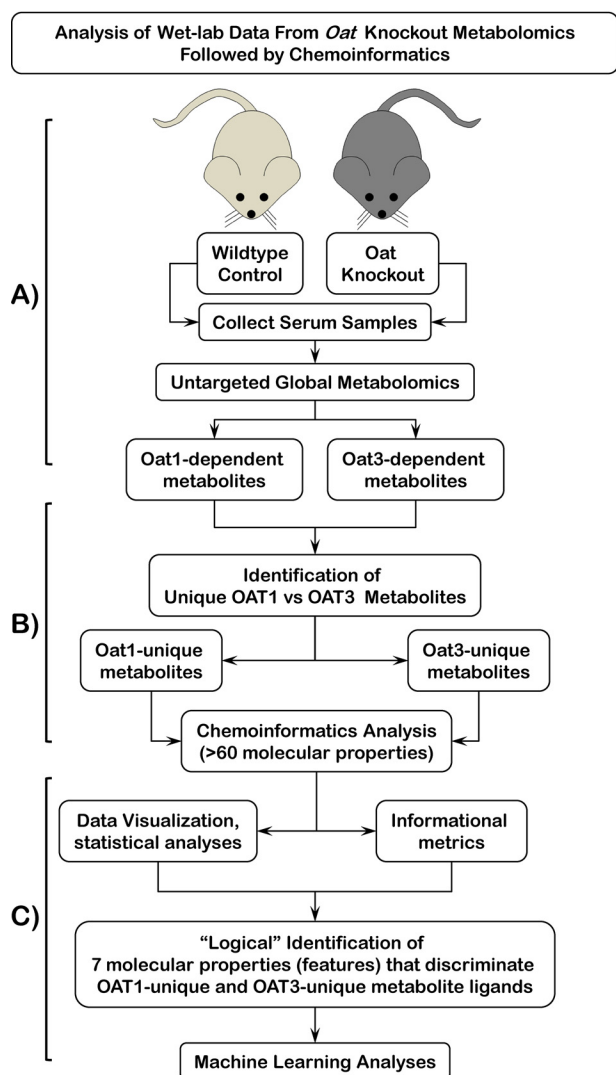 Analysis of Wet-lab Data From Oat Knockout Metabolomics
Followed by Chemoinformatics
A)
Wildtype
Control
Oat
Knockout
Collect Serum Samples
Untargeted Global Metabolomics
Oat1-dependent
metabolites
Oat3-dependent
metabolites
B)
Identification of
Unique OAT1 vs OAT3 Metabolites
Oat1-unique
metabolites
Oat3-unique
metabolites
Chemoinformatics Analysis
(>60 molecular properties)
C)
Data Visualization,
statistical analyses
Informational
metrics
“Logical” Identification of
7 molecular properties (features) that discriminate
OAT1-unique and OAT3-unique metabolite ligands
Machine Learning Analyses